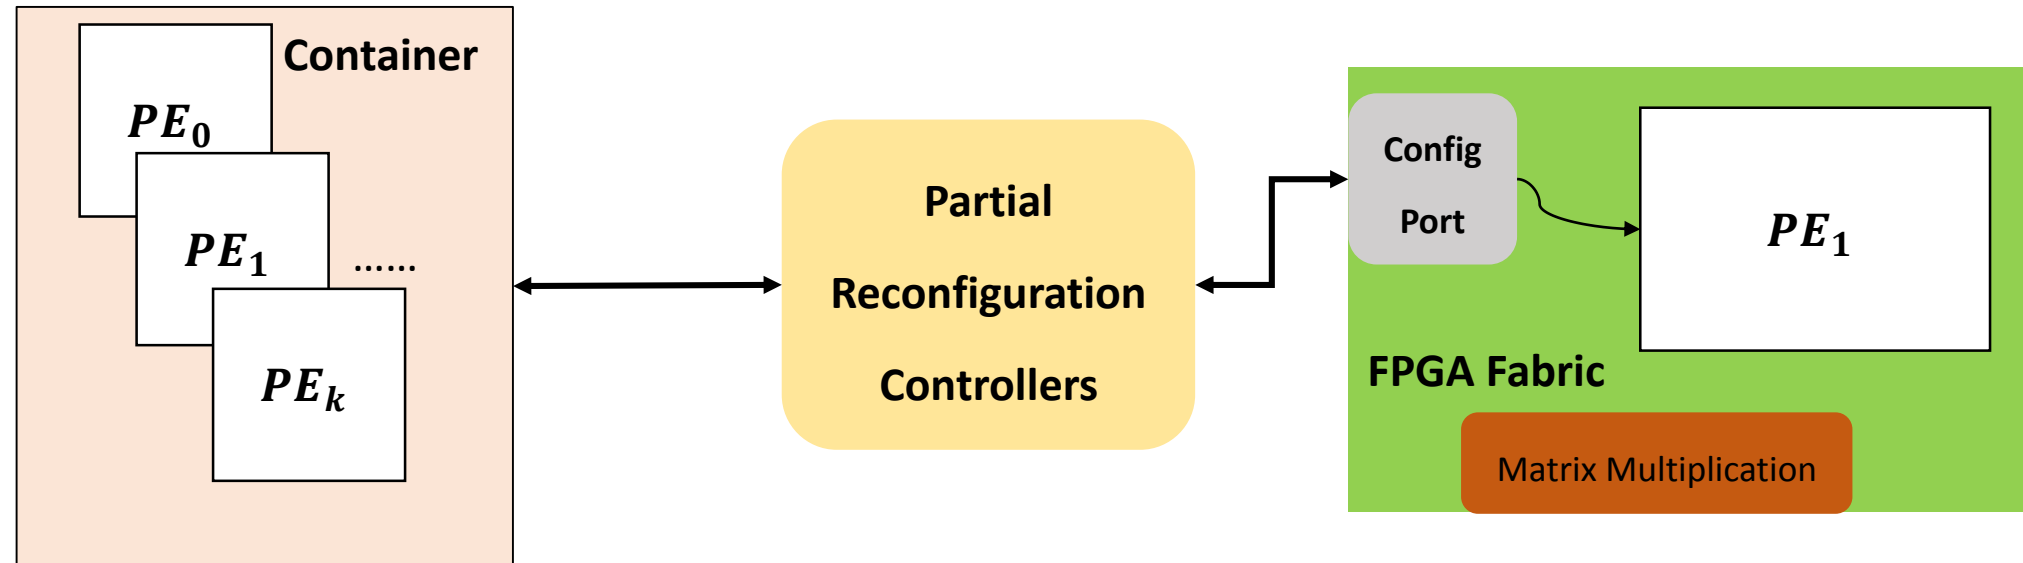 Container
PE₀
PE₁
......
PEₖ
Partial
Reconfiguration
Controllers
Config
Port
PE₁
FPGA Fabric
Matrix Multiplication